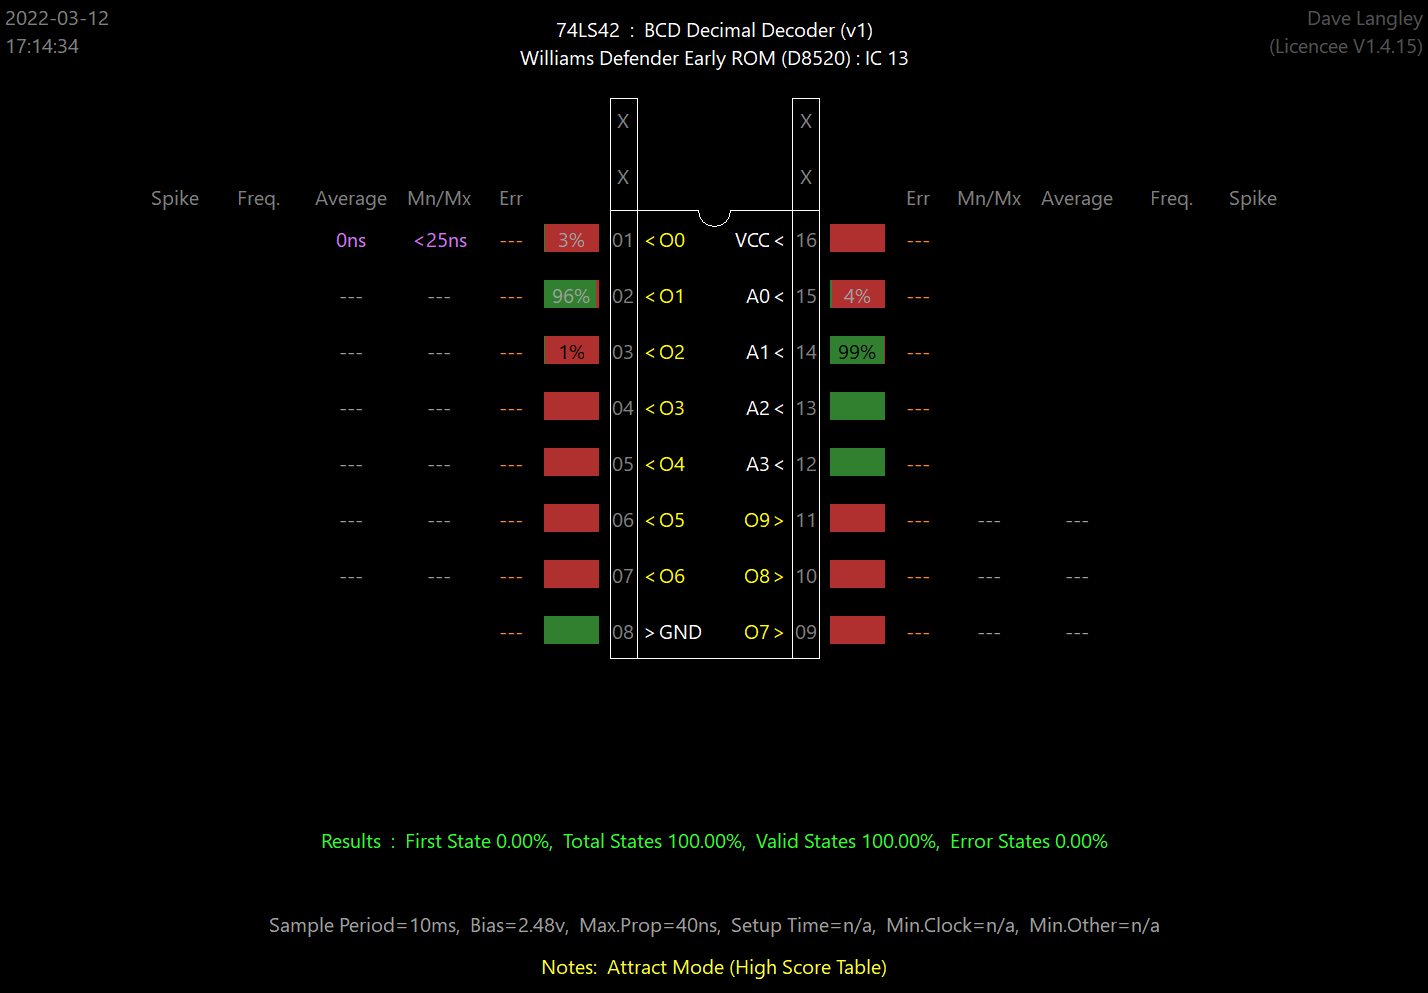 2022-03-12
17:14:34
74LS42 : BCD Decimal Decoder (v1)
Williams Defender Early ROM (D8520) : IC 13
Dave Langley
(Licencee V1.4.15)
X X
X X
Spike Freq. Average Mn/Mx Err Err Mn/Mx Average Freq. Spike
0ns <25ns --- 3% 01 <O0 VCC< 16 ---
--- --- --- 96% 02 <O1 A0< 15 4% ---
--- --- --- 1% 03 <O2 A1< 14 99% ---
--- --- --- 04 <O3 A2< 13 ---
--- --- --- 05 <O4 A3< 12 ---
--- --- --- 06 <O5 O9> 11 --- --- ---
--- --- --- 07 <O6 O8> 10 --- --- ---
--- 08 >GND O7> 09 --- --- ---
Results : First State 0.00%, Total States 100.00%, Valid States 100.00%, Error States 0.00%
Sample Period=10ms, Bias=2.48v, Max.Prop=40ns, Setup Time=n/a, Min.Clock=n/a, Min.Other=n/a
Notes: Attract Mode (High Score Table)